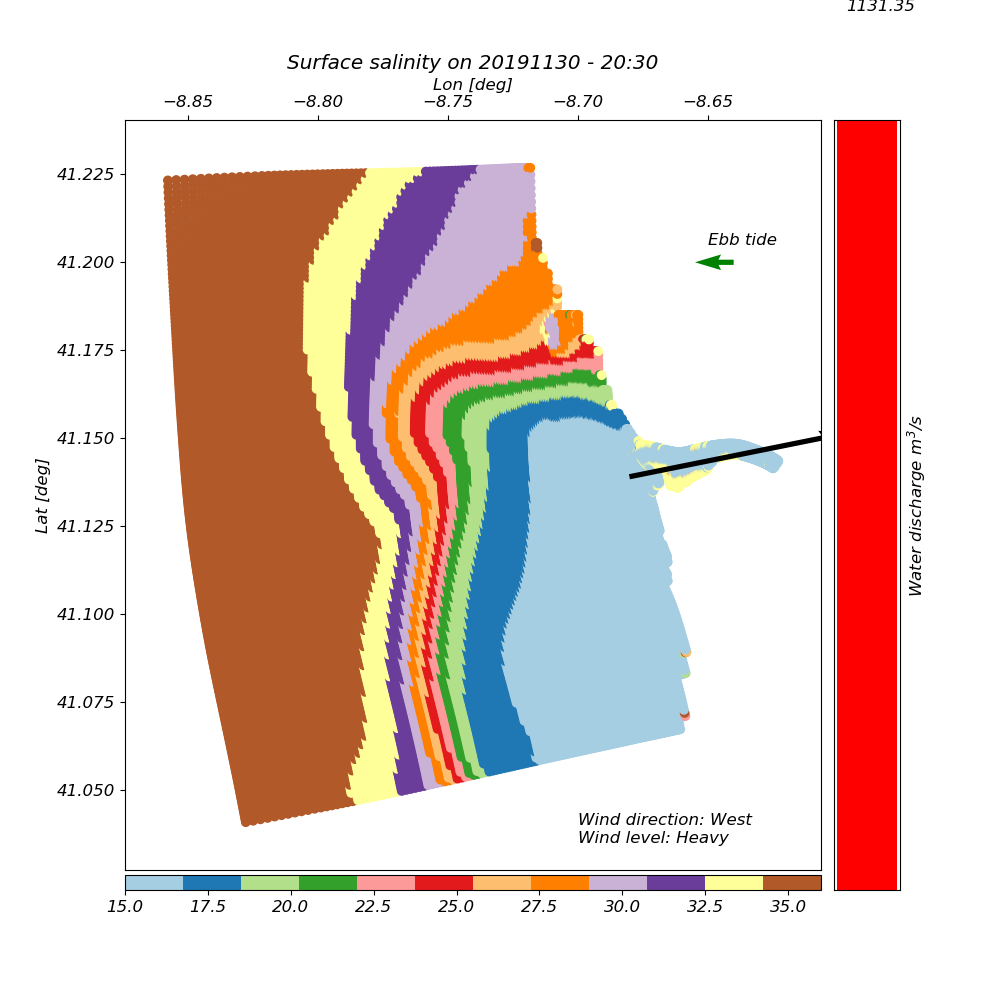 1131.35
Surface salinity on 20191130 - 20:30
Lon [deg]
−8.85 −8.80 −8.75 −8.70 −8.65
41.225
41.200
41.175
41.150
41.125
41.100
41.075
41.050
Lat [deg]
Ebb tide
Water discharge m³/s
Wind direction: West
Wind level: Heavy
15.0 17.5 20.0 22.5 25.0 27.5 30.0 32.5 35.0